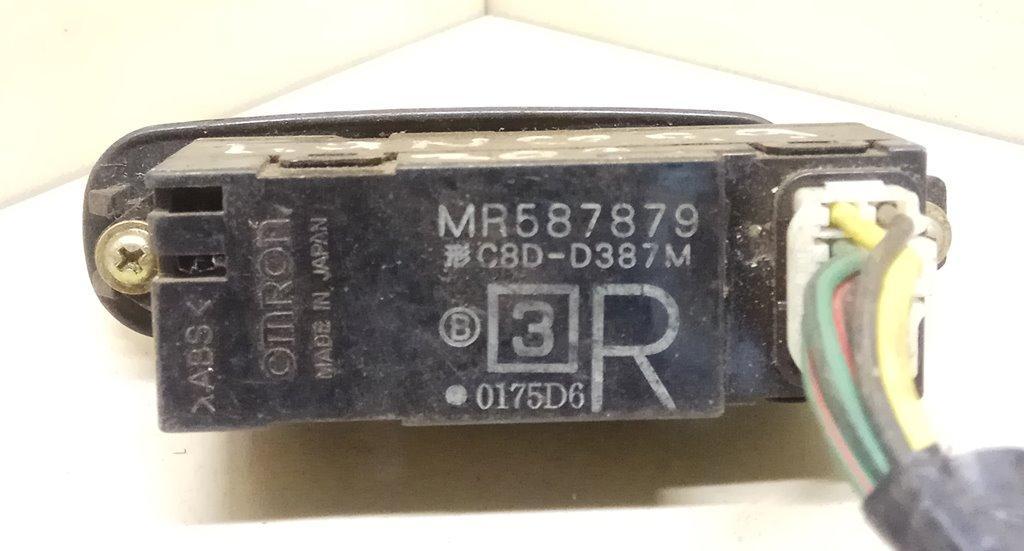 >ABS<
OMRON
MADE IN JAPAN
MR587879
形C8D-D387M
B 3 R
0175D6